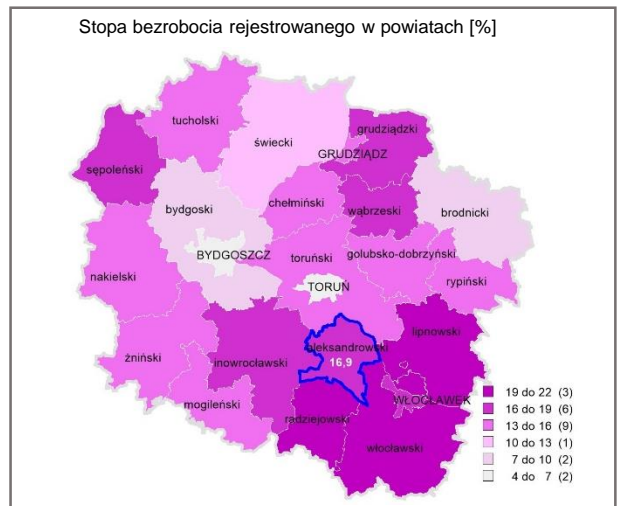 Stopa bezrobocia rejestrowanego w powiatach [%]
tucholski
grudziądzki
świecki
GRUDZIĄDZ
sępoleński
chełmiński
wąbrzeski
bydgoski
brodnicki
BYDGOSZCZ
toruński
golubsko-dobrzyński
nakielski
TORUŃ
rypiński
lipnowski
aleksandrowski
żniński
inowrocławski
16,9
mogileński
WŁOCŁAWEK
radziejowski
włocławski
19 do 22 (3)
16 do 19 (6)
13 do 16 (9)
10 do 13 (1)
7 do 10 (2)
4 do 7 (2)